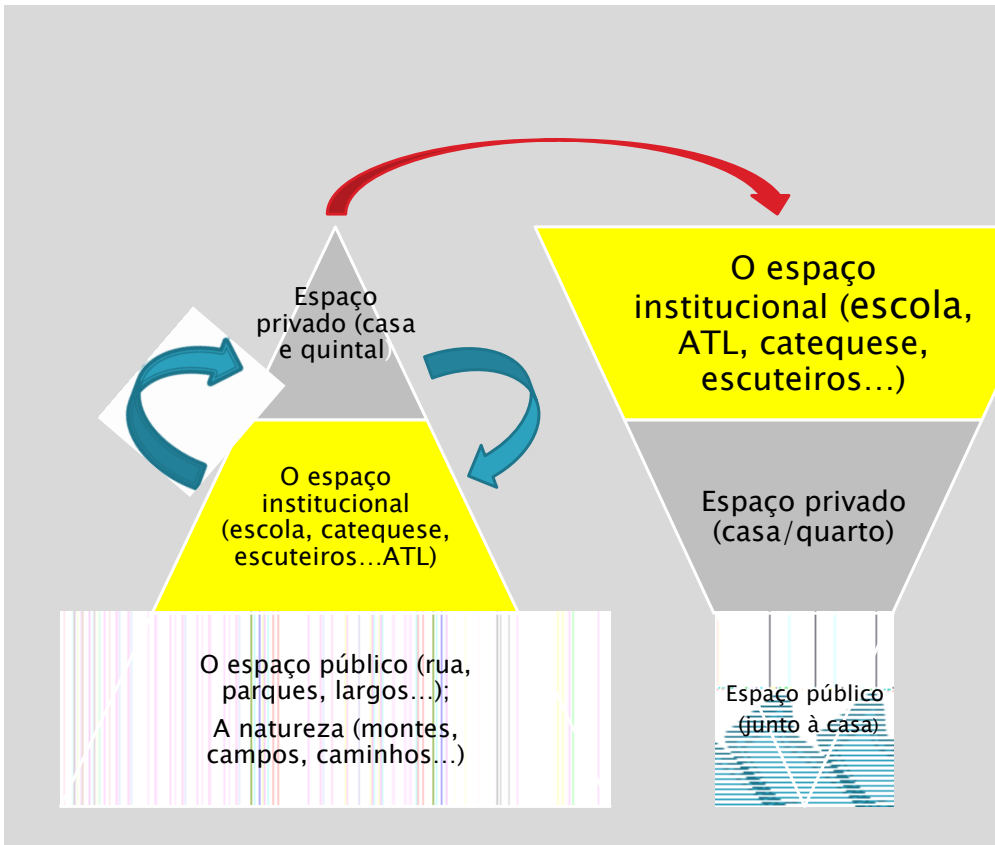 Espaço
privado (casa
e quintal)
O espaço
institucional
(escola, catequese,
escuteiros…ATL)
O espaço público (rua,
parques, largos…);
A natureza (montes,
campos, caminhos…)
O espaço
institucional (escola,
ATL, catequese,
escuteiros…)
Espaço privado
(casa/quarto)
Espaço público
(junto à casa)